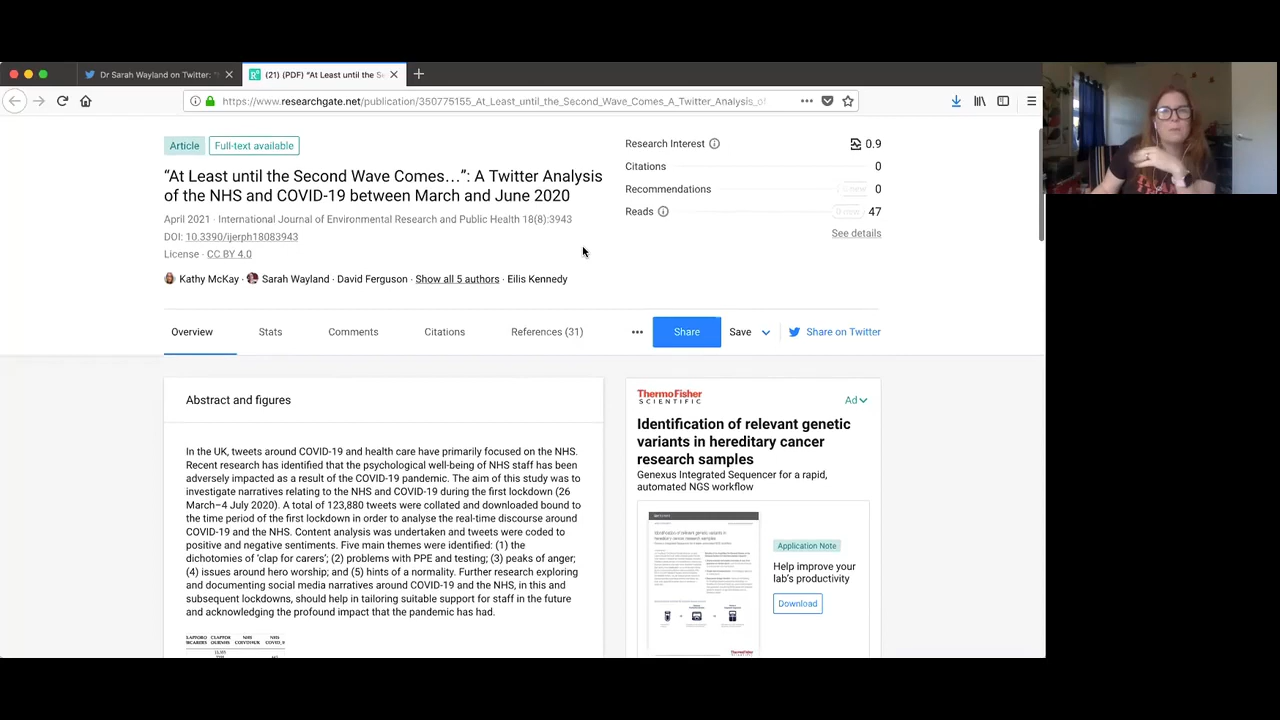 Dr Sarah Wayland on Twitter: "
(21) (PDF) "At Least until the Se
https://www.researchgate.net/publication/350775155_At_Least_until_the_Second_Wave_Comes_A_Twitter_Analysis_of
Article
Full-text available
“At Least until the Second Wave Comes…”: A Twitter Analysis
of the NHS and COVID-19 between March and June 2020
April 2021 · International Journal of Environmental Research and Public Health 18(8):3943
DOI: 10.3390/ijerph18083943
License · CC BY 4.0
Kathy McKay · Sarah Wayland · David Ferguson · Show all 5 authors · Eilis Kennedy
Research Interest 0.9
Citations 0
Recommendations 0 new 0
Reads 0 new 47
See details
Overview
Stats
Comments
Citations
References (31)
Share
Save
Share on Twitter
Abstract and figures
In the UK, tweets around COVID-19 and health care have primarily focused on the NHS.
Recent research has identified that the psychological well-being of NHS staff has been
adversely impacted as a result of the COVID-19 pandemic. The aim of this study was to
investigate narratives relating to the NHS and COVID-19 during the first lockdown (26
March–4 July 2020). A total of 123,880 tweets were collated and downloaded bound to
the time period of the first lockdown in order to analyse the real-time discourse around
COVID-19 and the NHS. Content analysis was undertaken and tweets were coded to
positive and negative sentiments. Five main themes were identified: (1) the
dichotomies of ‘clap for carers’; (2) problems with PPE and testing; (3) peaks of anger;
(4) issues around hero worship; and (5) hints of a normality. Further research exploring
and documenting social media narratives around COVID-19 and the NHS, in this and
subsequent lockdowns, should help in tailoring suitable support for staff in the future
and acknowledging the profound impact that the pandemic has had.
ThermoFisher
SCIENTIFIC
Ad
Identification of relevant genetic
variants in hereditary cancer
research samples
Genexus Integrated Sequencer for a rapid,
automated NGS workflow
Application Note
Help improve your
lab's productivity
Download
ThermoFisher